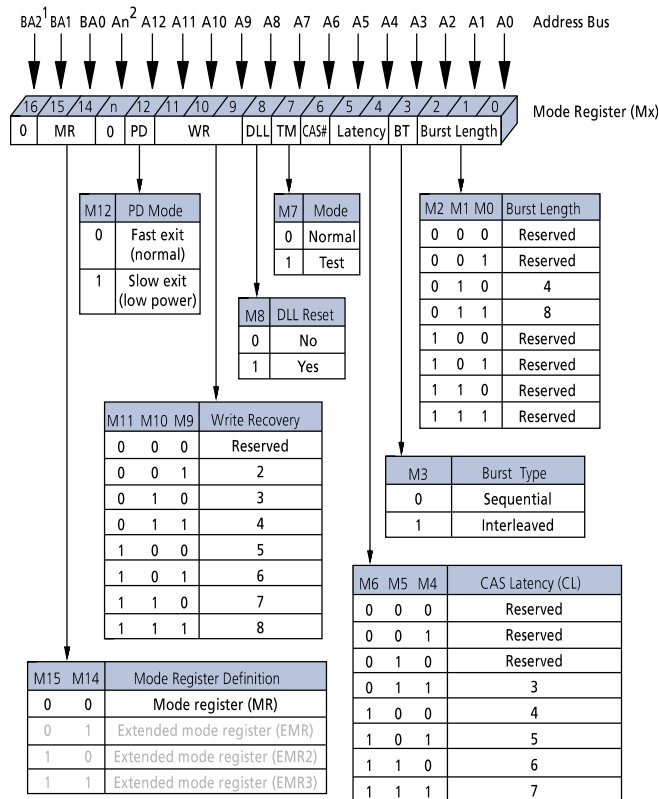 BA2¹ BA1 BA0 An² A12 A11 A10 A9 A8 A7 A6 A5 A4 A3 A2 A1 A0 Address Bus
16 15 14 n 12 11 10 9 8 7 6 5 4 3 2 1 0
Mode Register (Mx)
0 MR 0 PD WR DLL TM CAS# Latency BT Burst Length
M12 PD Mode
0 Fast exit
(normal)
1 Slow exit
(low power)
M7 Mode
0 Normal
1 Test
M2 M1 M0 Burst Length
0 0 0 Reserved
0 0 1 Reserved
0 1 0 4
0 1 1 8
1 0 0 Reserved
1 0 1 Reserved
1 1 0 Reserved
1 1 1 Reserved
M8 DLL Reset
0 No
1 Yes
M11 M10 M9 Write Recovery
0 0 0 Reserved
0 0 1 2
0 1 0 3
0 1 1 4
1 0 0 5
1 0 1 6
1 1 0 7
1 1 1 8
M3 Burst Type
0 Sequential
1 Interleaved
M6 M5 M4 CAS Latency (CL)
0 0 0 Reserved
0 0 1 Reserved
0 1 0 Reserved
0 1 1 3
1 0 0 4
1 0 1 5
1 1 0 6
1 1 1 7
M15 M14 Mode Register Definition
0 0 Mode register (MR)
0 1 Extended mode register (EMR)
1 0 Extended mode register (EMR2)
1 1 Extended mode register (EMR3)